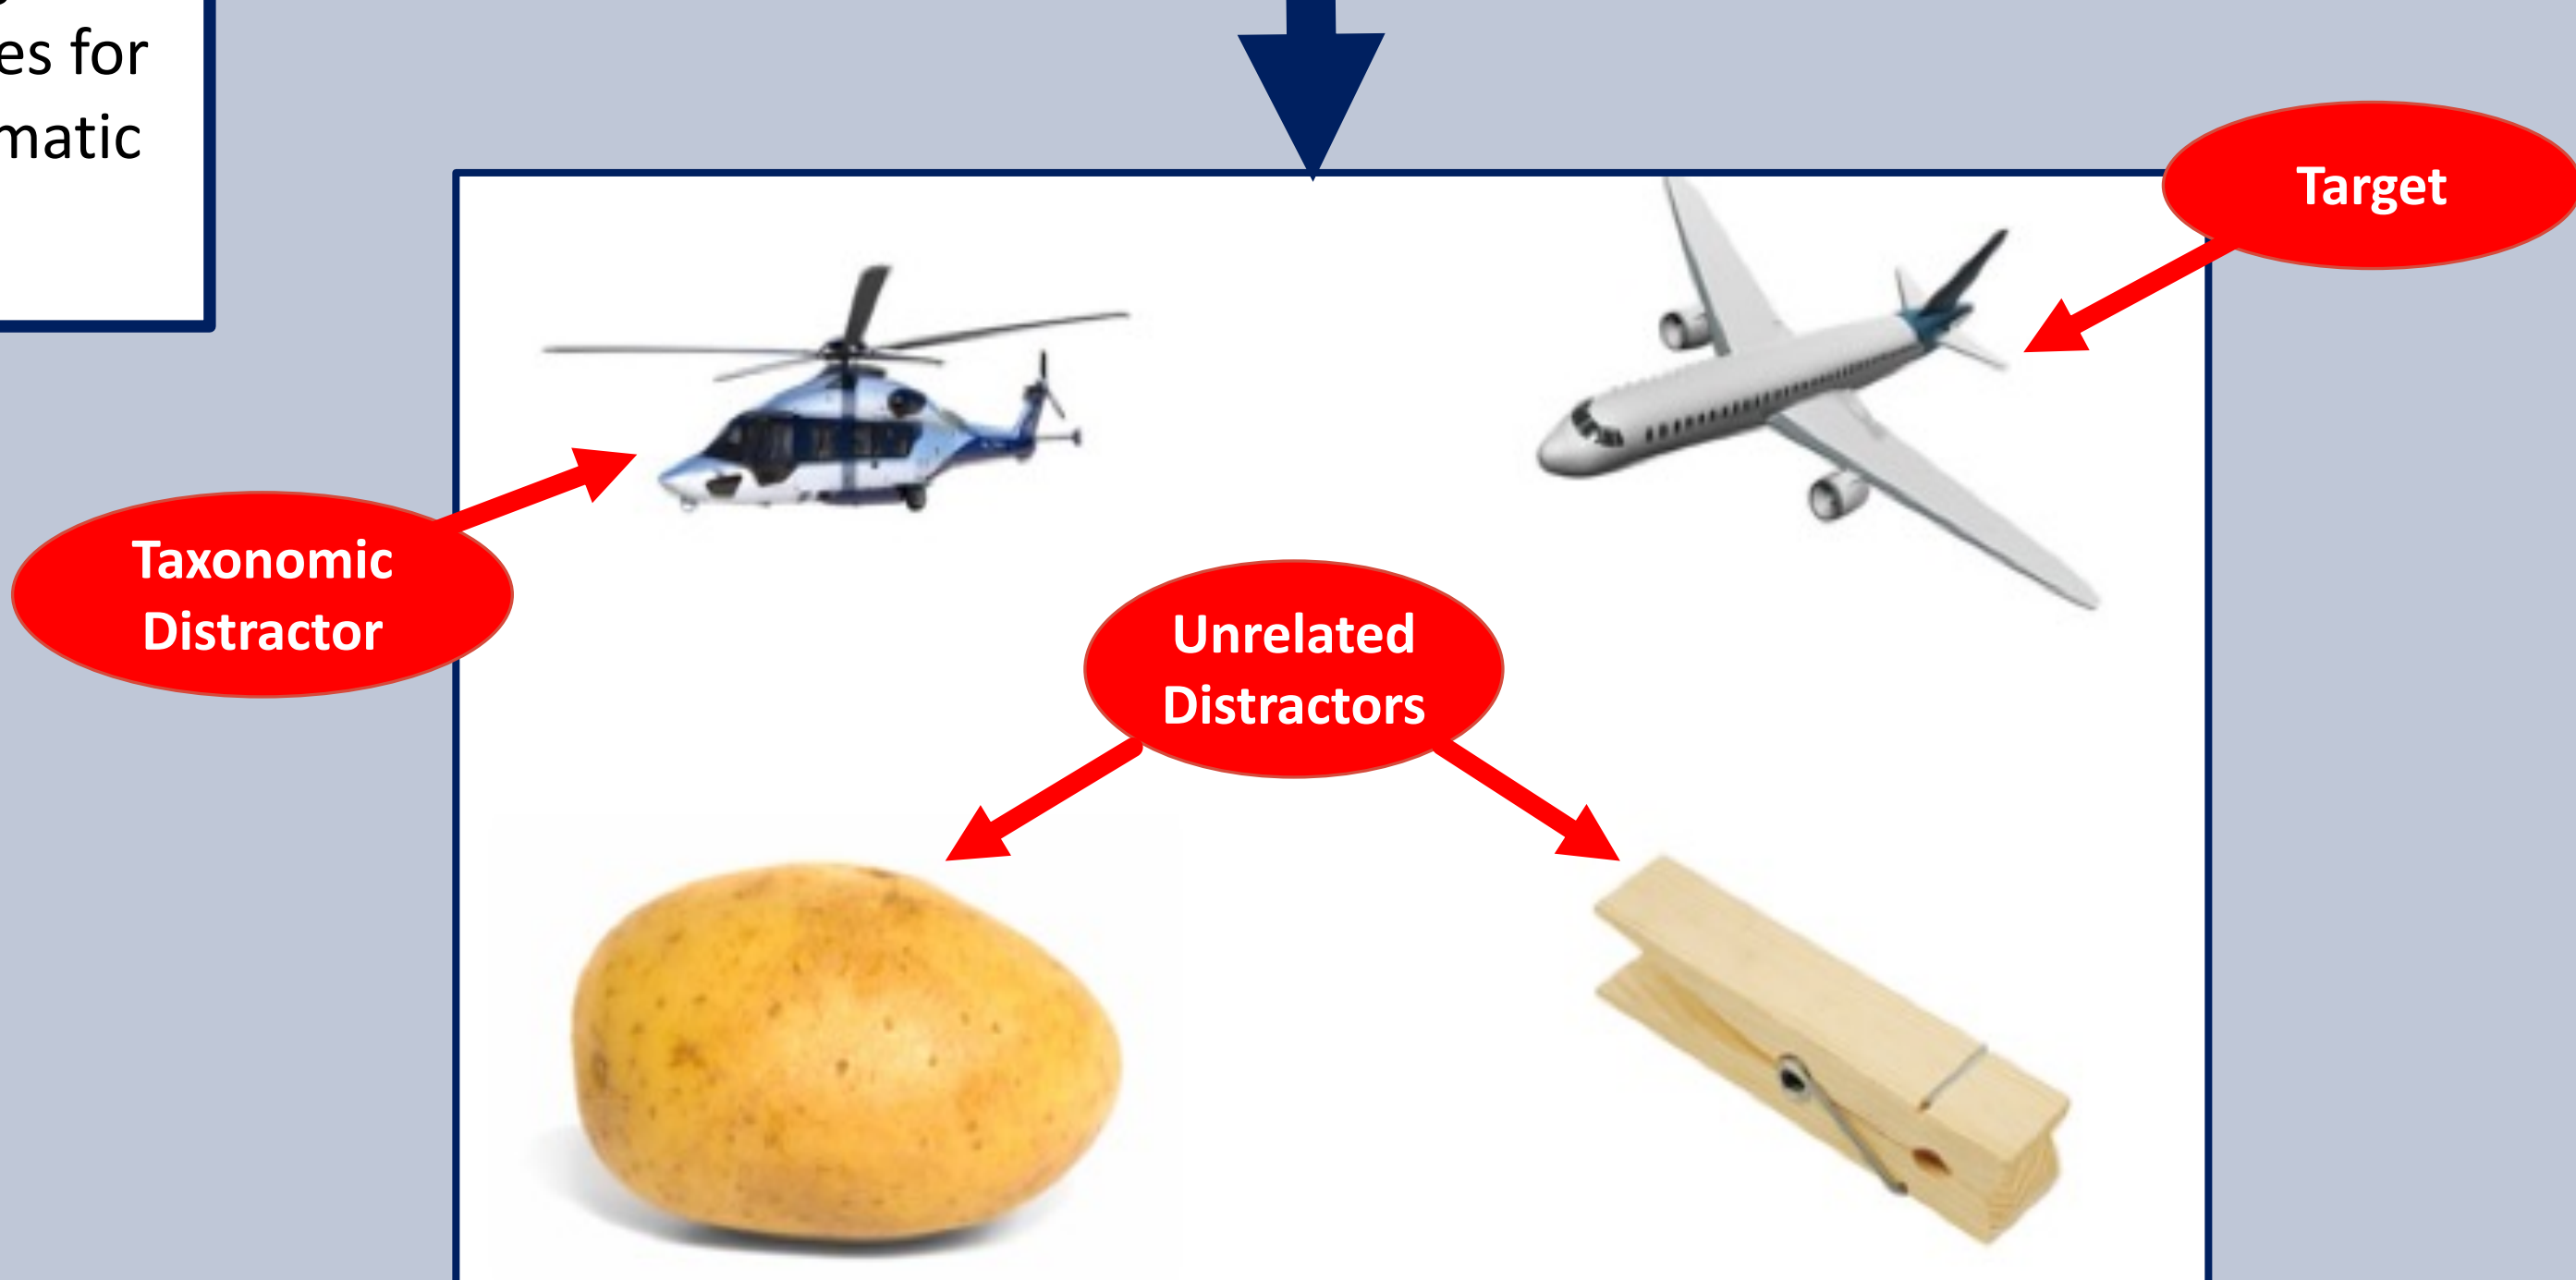 es for
matic
Target
Taxonomic
Distractor
Unrelated
Distractors